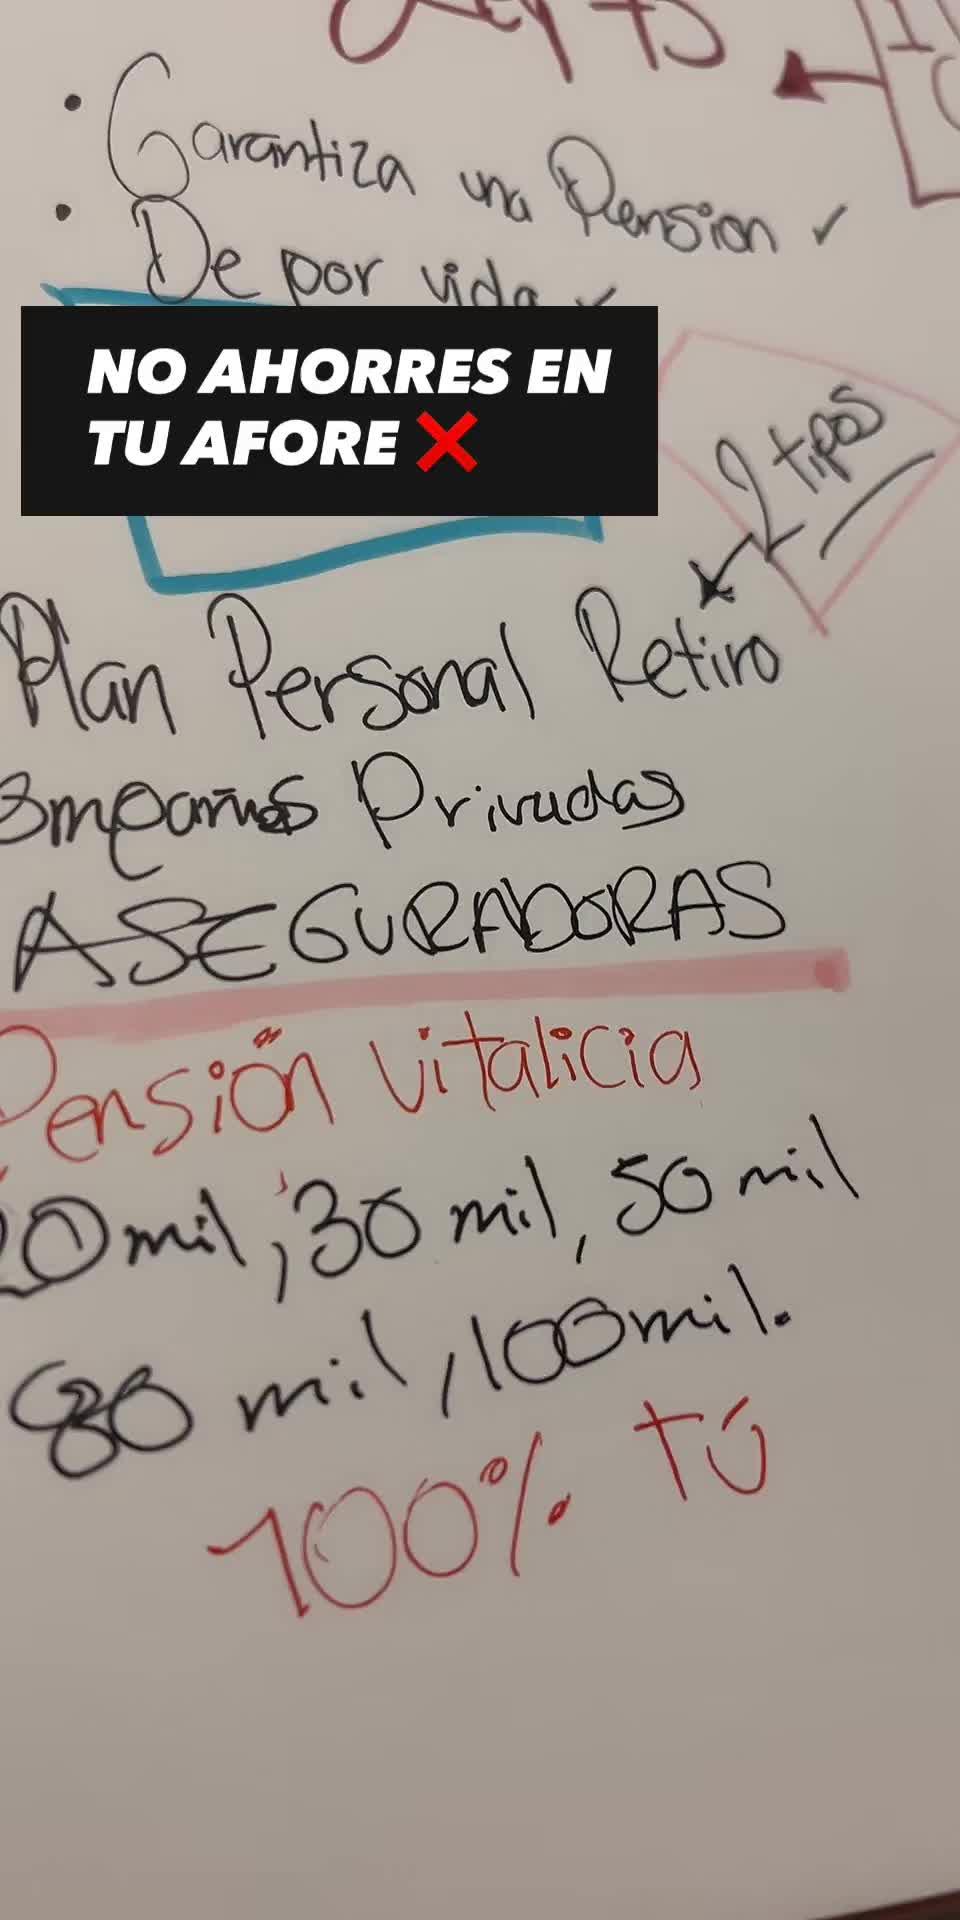 Garantiza una Pension ✓
De por vida ✓
NO AHORRES EN
TU AFORE ❌
2 tipos
Plan Personal Retiro
Privadas
ASEGURADORAS
Pensión Vitalicia
20 mil, 30 mil, 50 mil
80 mil, 100 mil.
100% tú